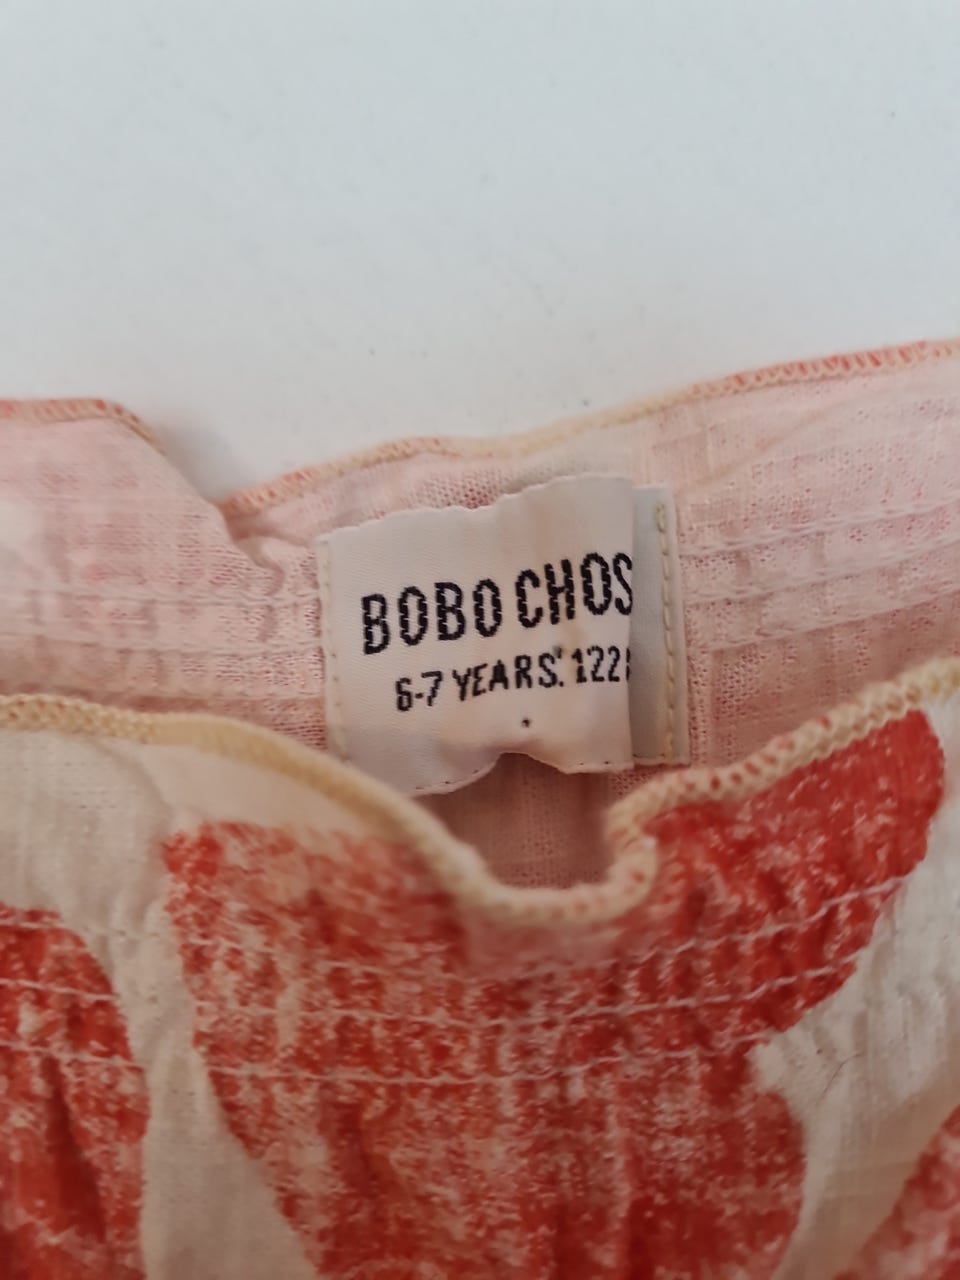 BOBO CHOS
6-7 YEARS. 122